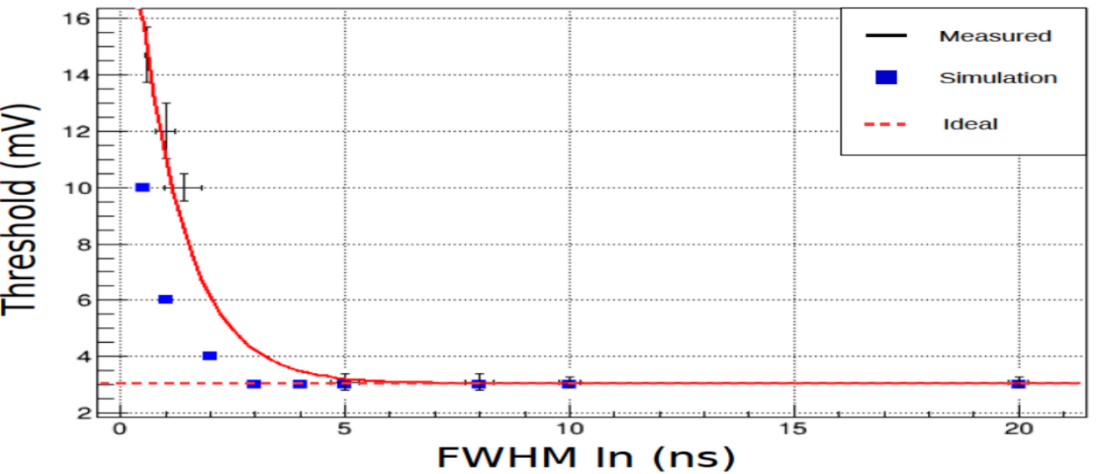 16
14
12
10
8
6
4
2
0 5 10 15 20
Threshold (mV)
FWHM In (ns)
Measured
Simulation
Ideal